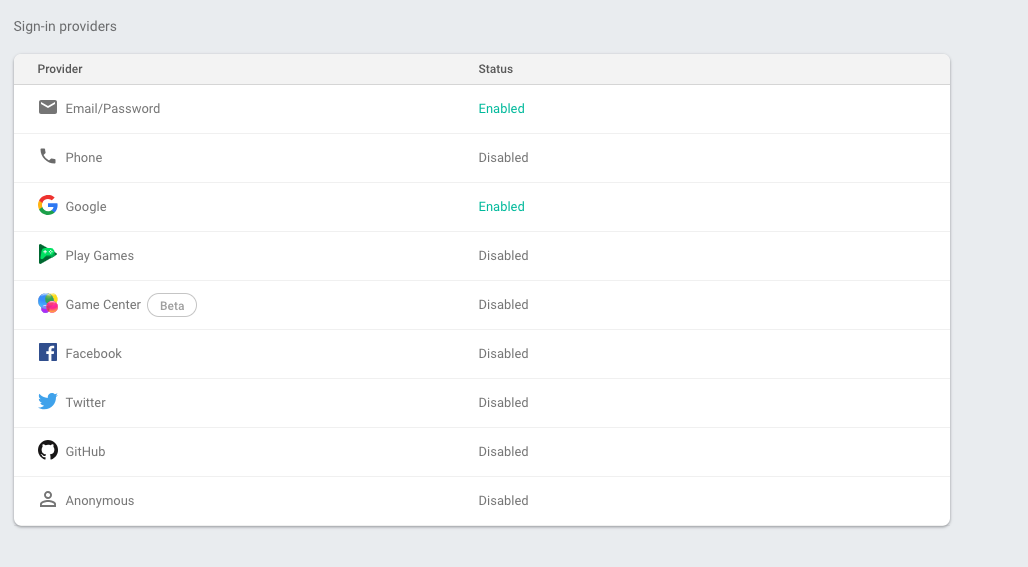 Sign-in providers
Provider Status
Email/Password Enabled
Phone Disabled
Google Enabled
Play Games Disabled
Game Center Beta Disabled
Facebook Disabled
Twitter Disabled
GitHub Disabled
Anonymous Disabled